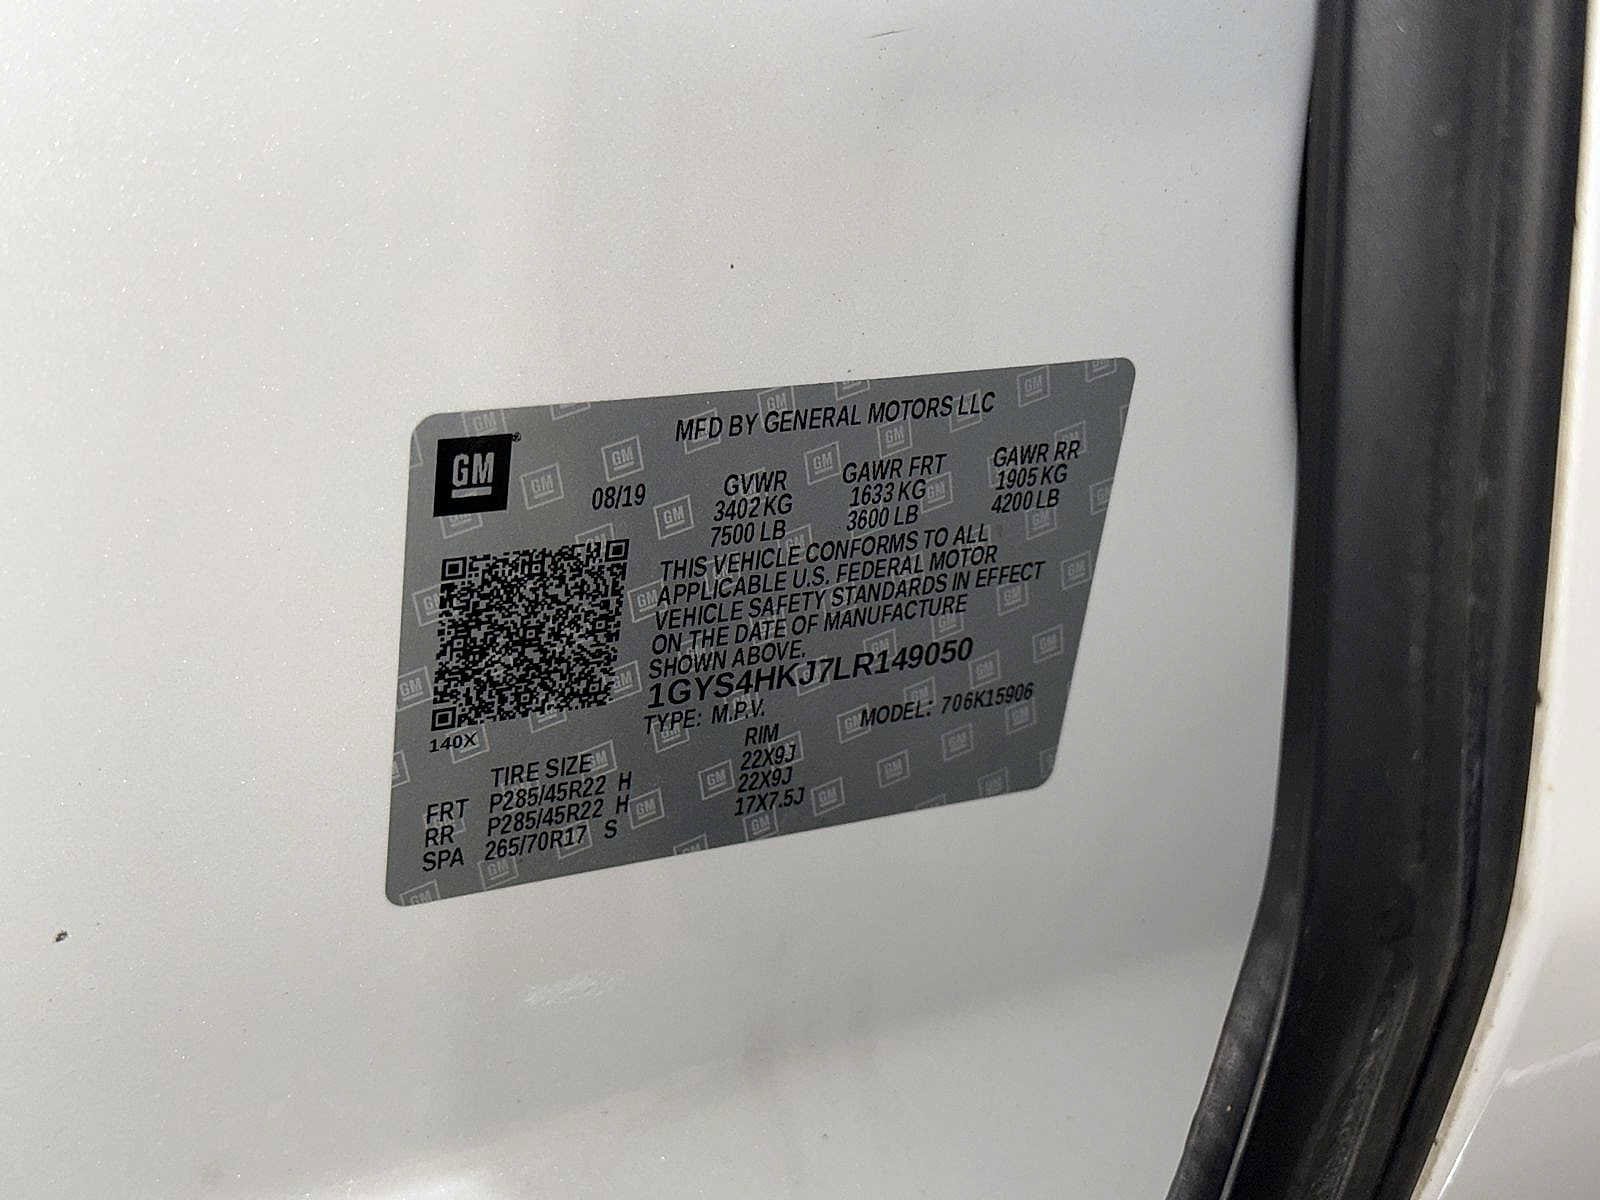 MFD BY GENERAL MOTORS LLC
GM
08/19
GVWR GAWR FRT GAWR RR
3402 KG 1633 KG 1905 KG
7500 LB 3600 LB 4200 LB
THIS VEHICLE CONFORMS TO ALL
APPLICABLE U.S. FEDERAL MOTOR
VEHICLE SAFETY STANDARDS IN EFFECT
ON THE DATE OF MANUFACTURE
SHOWN ABOVE.
1GYS4HKJ7LR149050
TYPE: M.P.V. MODEL: 706K15906
140X
TIRE SIZE RIM
FRT P285/45R22 H 22X9J
RR P285/45R22 H 22X9J
SPA 265/70R17 S 17X7.5J